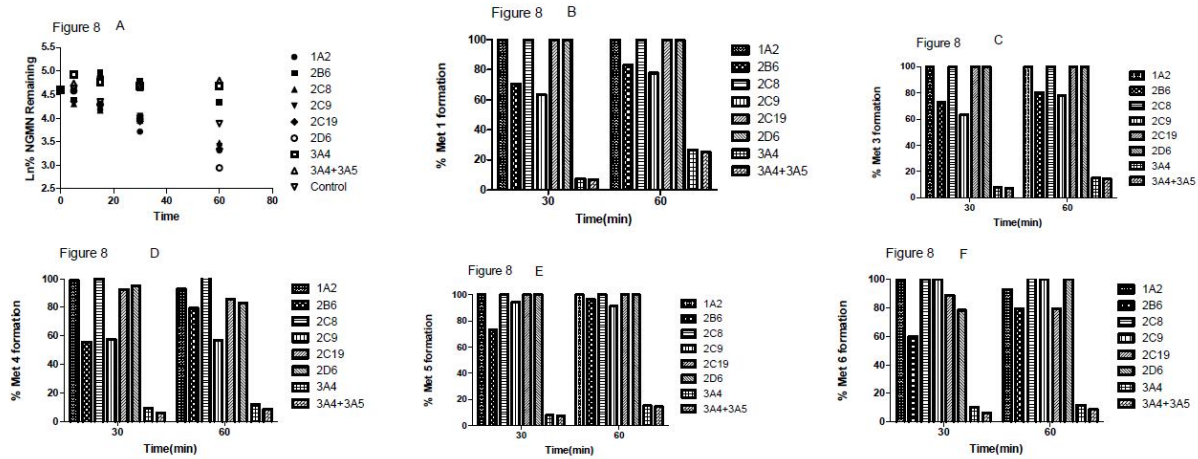 Figure 8 A
Ln% NGMN Remaining
5.5
5.0
4.5
4.0
3.5
3.0
2.5
0 20 40 60 80
Time
1A2
2B6
2C8
2C9
2C19
2D6
3A4
3A4+3A5
Control
Figure 8 B
% Met 1 formation
100
80
60
40
20
0
30 60
Time(min)
1A2
2B6
2C8
2C9
2C19
2D6
3A4
3A4+3A5
Figure 8 C
% Met 3 formation
100
80
60
40
20
0
30 60
Time(min)
1A2
2B6
2C8
2C9
2C19
2D6
3A4
3A4+3A5
Figure 8 D
% Met 4 formation
100
80
60
40
20
0
30 60
Time(min)
1A2
2B6
2C8
2C9
2C19
2D6
3A4
3A4+3A5
Figure 8 E
% Met 5 formation
100
80
60
40
20
0
30 60
Time(min)
1A2
2B6
2C8
2C9
2C19
2D6
3A4
3A4+3A5
Figure 8 F
% Met 6 formation
100
80
60
40
20
0
30 60
Time(min)
1A2
2B6
2C8
2C9
2C19
2D6
3A4
3A4+3A5